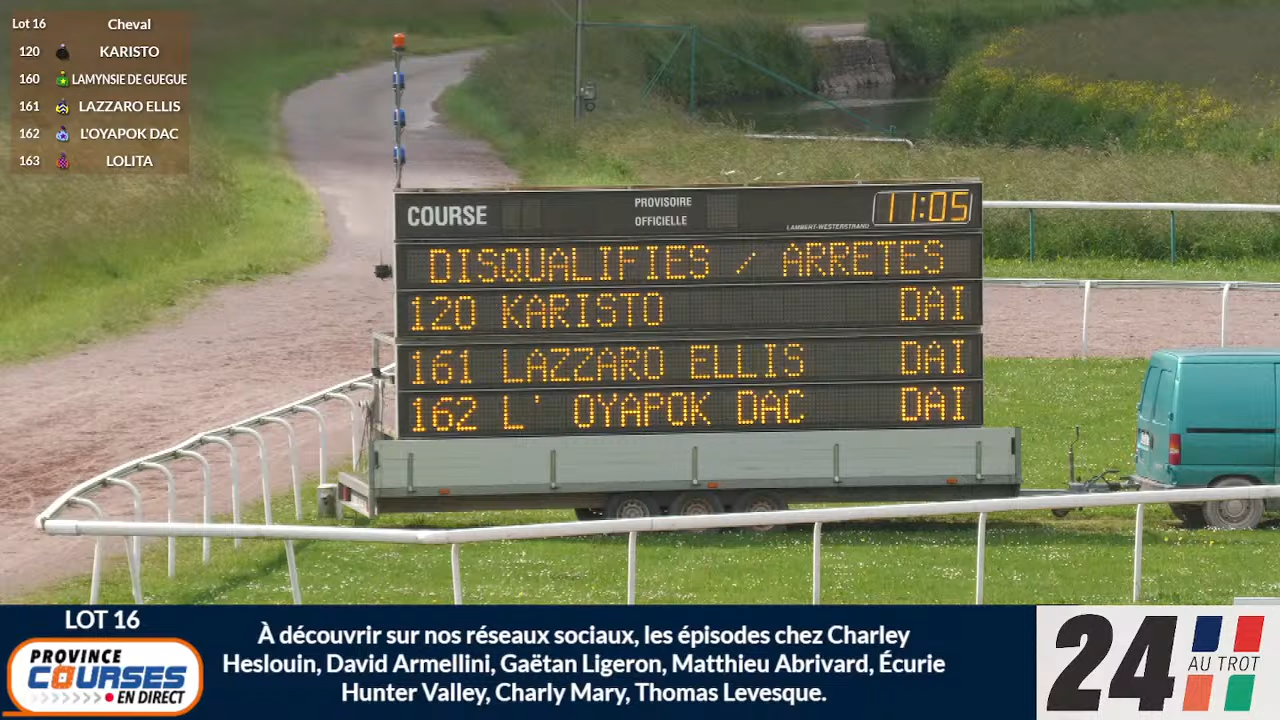 Lot 16 Cheval
120 KARISTO
160 LAMYNSIE DE GUEGUE
161 LAZZARO ELLIS
162 L'OYAPOK DAC
163 LOLITA
COURSE PROVISOIRE OFFICIELLE 11:05
LAMBERT-WESTERSTRAND
DISQUALIFIES / ARRETES
120 KARISTO DAI
161 LAZZARO ELLIS DAI
162 L' OYAPOK DAC DAI
LOT 16
PROVINCE
COURSES
EN DIRECT
À découvrir sur nos réseaux sociaux, les épisodes chez Charley
Heslouin, David Armellini, Gaëtan Ligeron, Matthieu Abrivard, Écurie
Hunter Valley, Charly Mary, Thomas Levesque.
24 AU TROT